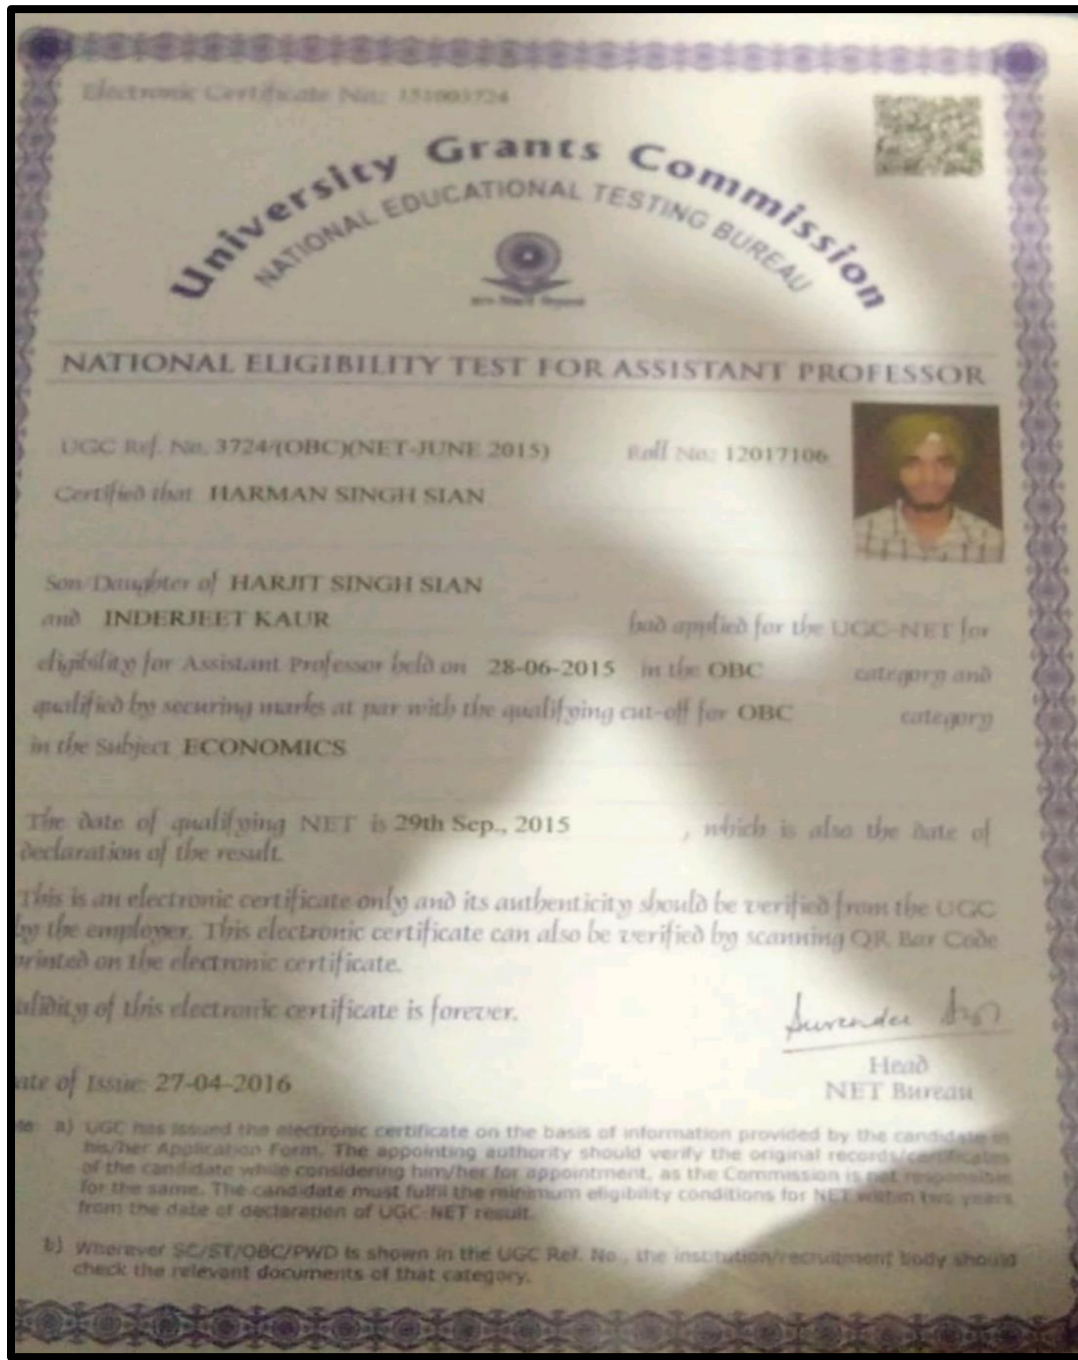 Electronic Certificate No.: 151003724
University Grants Commission
NATIONAL EDUCATIONAL TESTING BUREAU
NATIONAL ELIGIBILITY TEST FOR ASSISTANT PROFESSOR
UGC Ref. No. 3724/(OBC)(NET-JUNE 2015) Roll No.: 12017106
Certified that HARMAN SINGH SIAN
Son/Daughter of HARJIT SINGH SIAN
and INDERJEET KAUR had applied for the UGC-NET for
eligibility for Assistant Professor held on 28-06-2015 in the OBC category and
qualified by securing marks at par with the qualifying cut-off for OBC category
in the Subject ECONOMICS
The date of qualifying NET is 29th Sep., 2015 , which is also the date of
declaration of the result.
This is an electronic certificate only and its authenticity should be verified from the UGC
by the employer. This electronic certificate can also be verified by scanning QR Bar Code
rinted on the electronic certificate.
alidity of this electronic certificate is forever.
Surender
Head
ate of Issue: 27-04-2016
NET Bureau
te: a) UGC has issued the electronic certificate on the basis of information provided by the candidate in
his/her Application Form. The appointing authority should verify the original records/certificates
of the candidate while considering him/her for appointment, as the Commission is not responsible
for the same. The candidate must fulfil the minimum eligibility conditions for NET within two years
from the date of declaration of UGC-NET result.
b) Wherever SC/ST/OBC/PWD is shown in the UGC Ref. No., the institution/recruitment body should
check the relevant documents of that category.